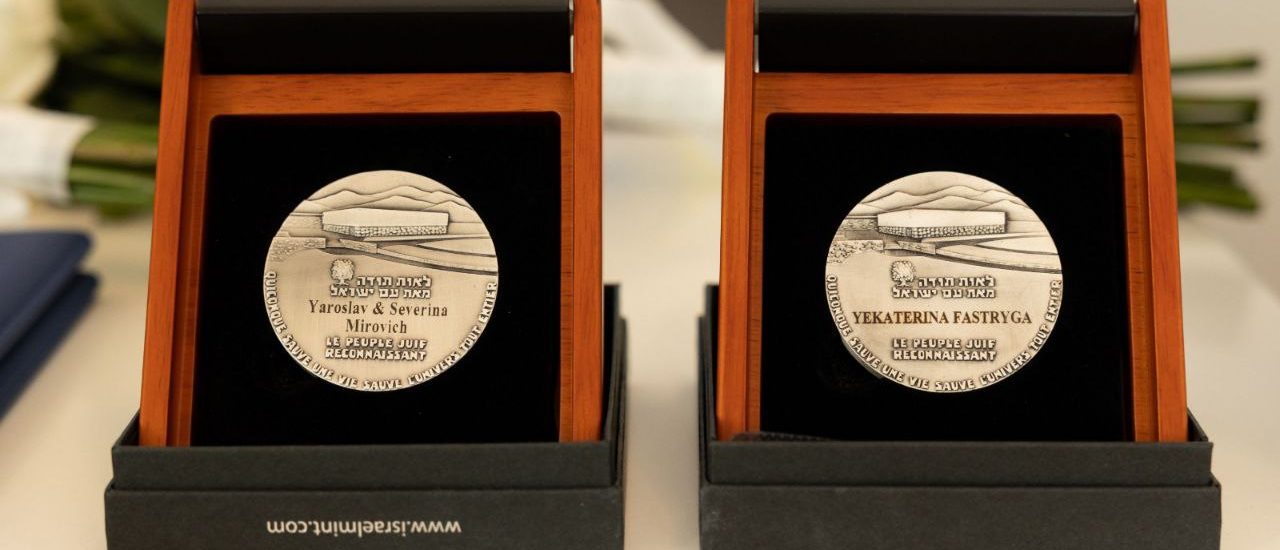 לאות תודה
מאת עם ישראל
Yaroslav & Severina
Mirovich
LE PEUPLE JUIF
RECONNAISSANT
QUICONQUE SAUVE UNE VIE SAUVE L'UNIVERS TOUT ENTIER
www.israelmint.com
לאות תודה
מאת עם ישראל
YEKATERINA FASTRYGA
LE PEUPLE JUIF
RECONNAISSANT
QUICONQUE SAUVE UNE VIE SAUVE L'UNIVERS TOUT ENTIER